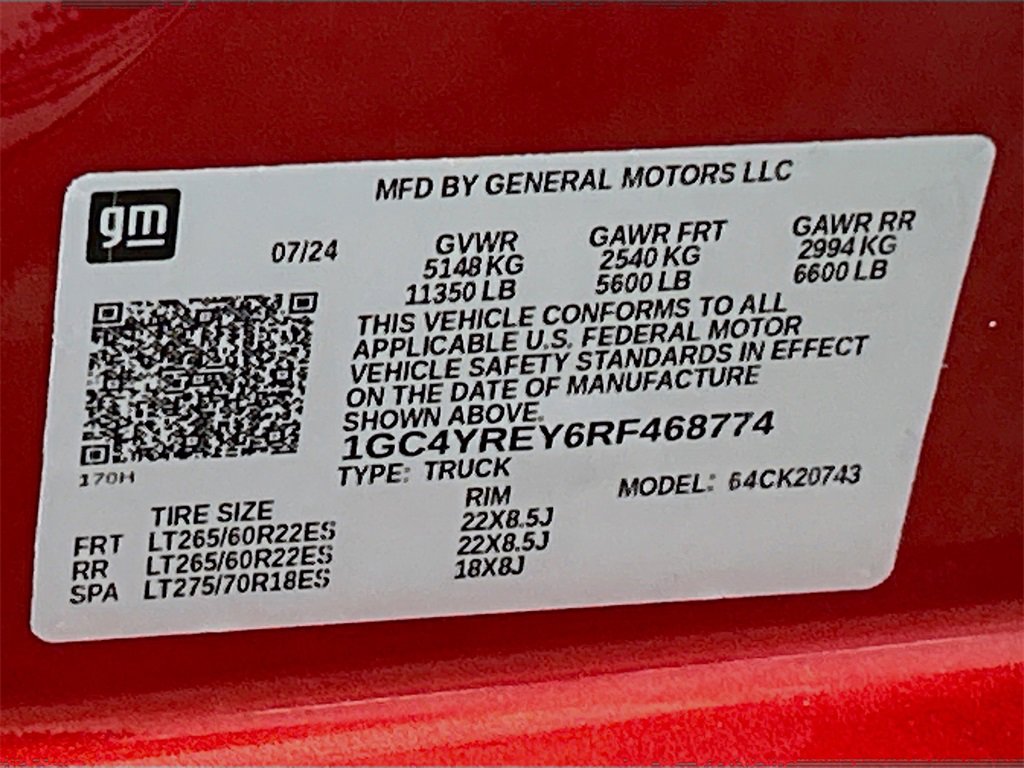 gm
MFD BY GENERAL MOTORS LLC
07/24
GVWR GAWR FRT GAWR RR
5148 KG 2540 KG 2994 KG
11350 LB 5600 LB 6600 LB
THIS VEHICLE CONFORMS TO ALL
APPLICABLE U.S. FEDERAL MOTOR
VEHICLE SAFETY STANDARDS IN EFFECT
ON THE DATE OF MANUFACTURE
SHOWN ABOVE.
1GC4YREY6RF468774
170H
TYPE: TRUCK MODEL: 64CK20743
TIRE SIZE RIM
FRT LT265/60R22ES 22X8.5J
RR LT265/60R22ES 22X8.5J
SPA LT275/70R18ES 18X8J